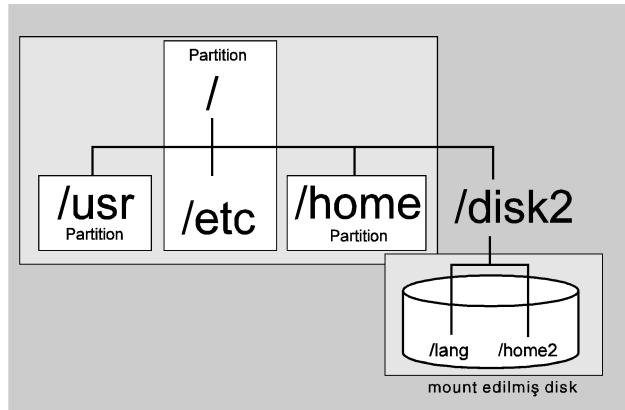 Partition
/
/usr
Partition
/etc
/home
Partition
/disk2
/lang
/home2
mount edilmiş disk